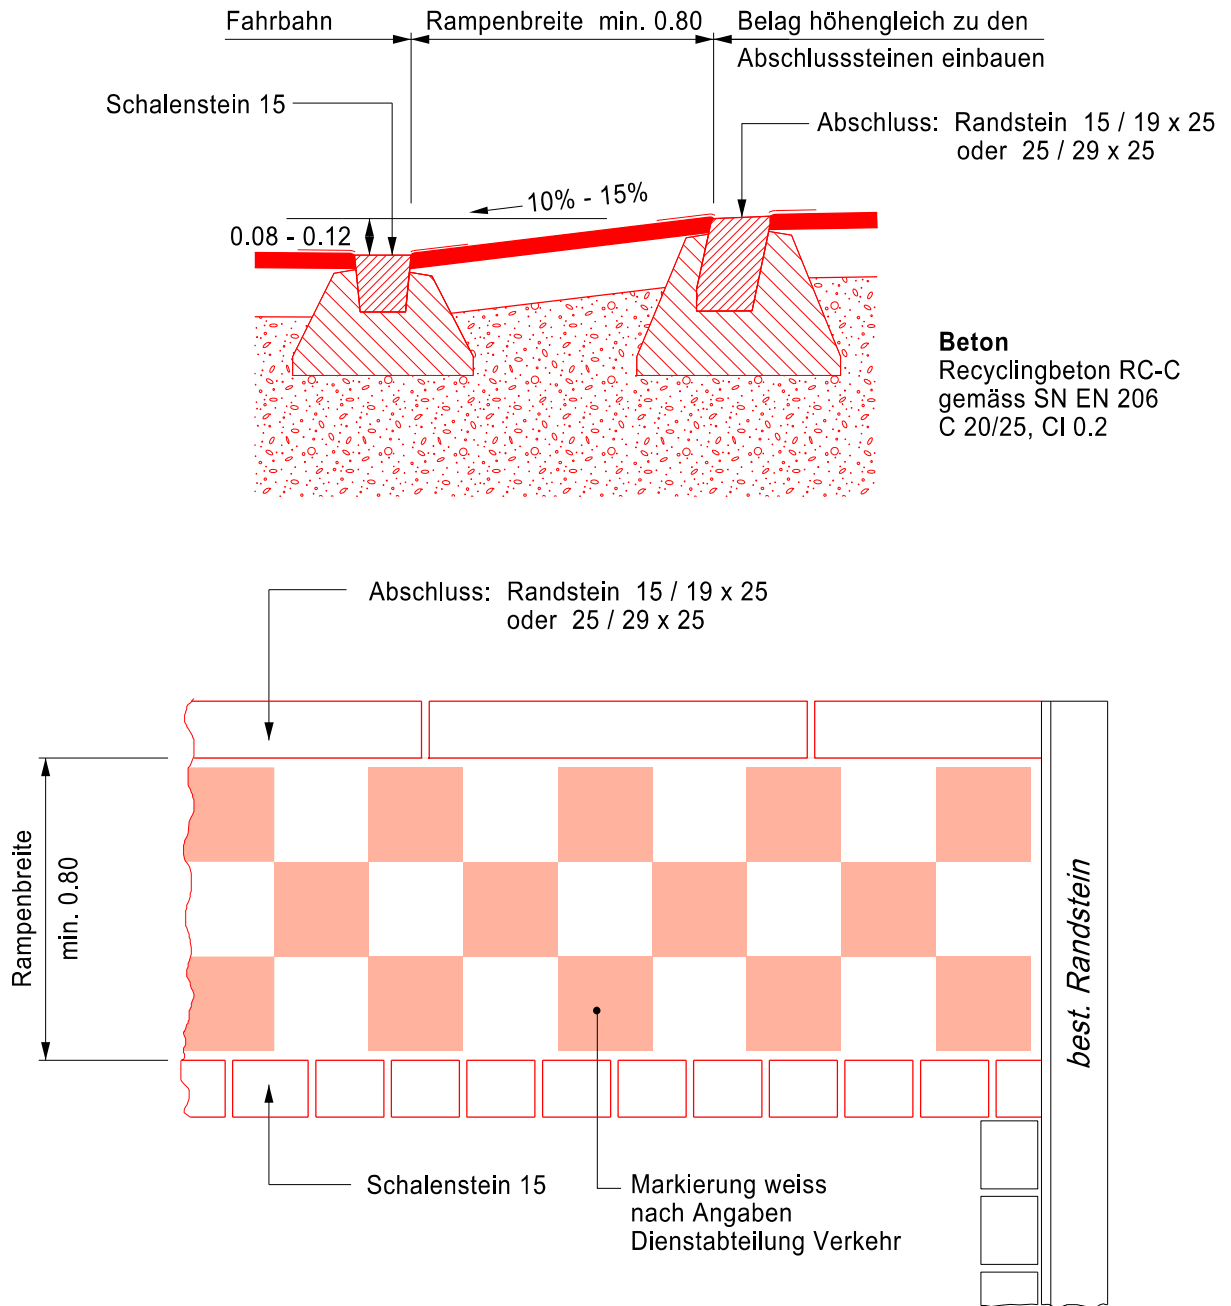 Fahrbahn
Rampenbreite min. 0.80
Belag höhengleich zu den
Abschlusssteinen einbauen
Schalenstein 15
Abschluss: Randstein 15 / 19 x 25
oder 25 / 29 x 25
10% - 15%
0.08 - 0.12
Beton
Recyclingbeton RC-C
gemäss SN EN 206
C 20/25, Cl 0.2
Abschluss: Randstein 15 / 19 x 25
oder 25 / 29 x 25
Rampenbreite
min. 0.80
best. Randstein
Schalenstein 15
Markierung weiss
nach Angaben
Dienstabteilung Verkehr